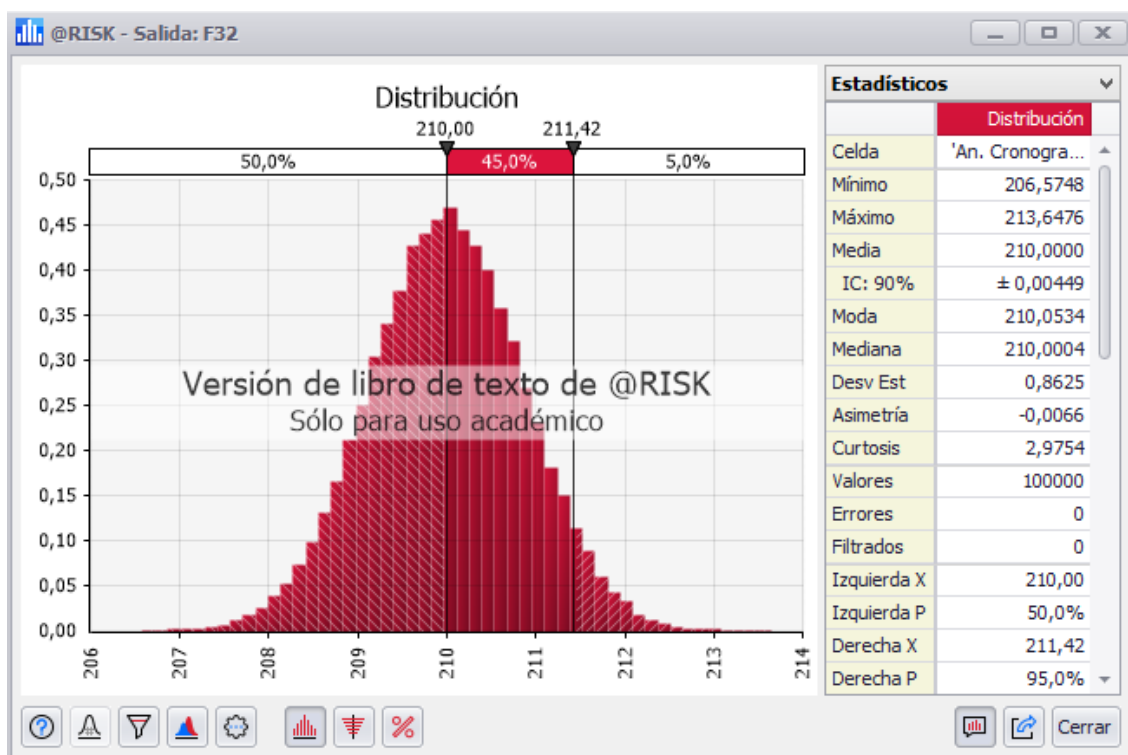 @RISK - Salida: F32
Distribución
210,00 211,42
50,0% 45,0% 5,0%
0,50
0,45
0,40
0,35
0,30
0,25
0,20
0,15
0,10
0,05
0,00
Versión de libro de texto de @RISK
Sólo para uso académico
206 207 208 209 210 211 212 213 214
Estadísticos
Distribución
Celda 'An. Cronogra...
Mínimo 206,5748
Máximo 213,6476
Media 210,0000
IC: 90% ± 0,00449
Moda 210,0534
Mediana 210,0004
Desv Est 0,8625
Asimetría -0,0066
Curtosis 2,9754
Valores 100000
Errores 0
Filtrados 0
Izquierda X 210,00
Izquierda P 50,0%
Derecha X 211,42
Derecha P 95,0%
Cerrar